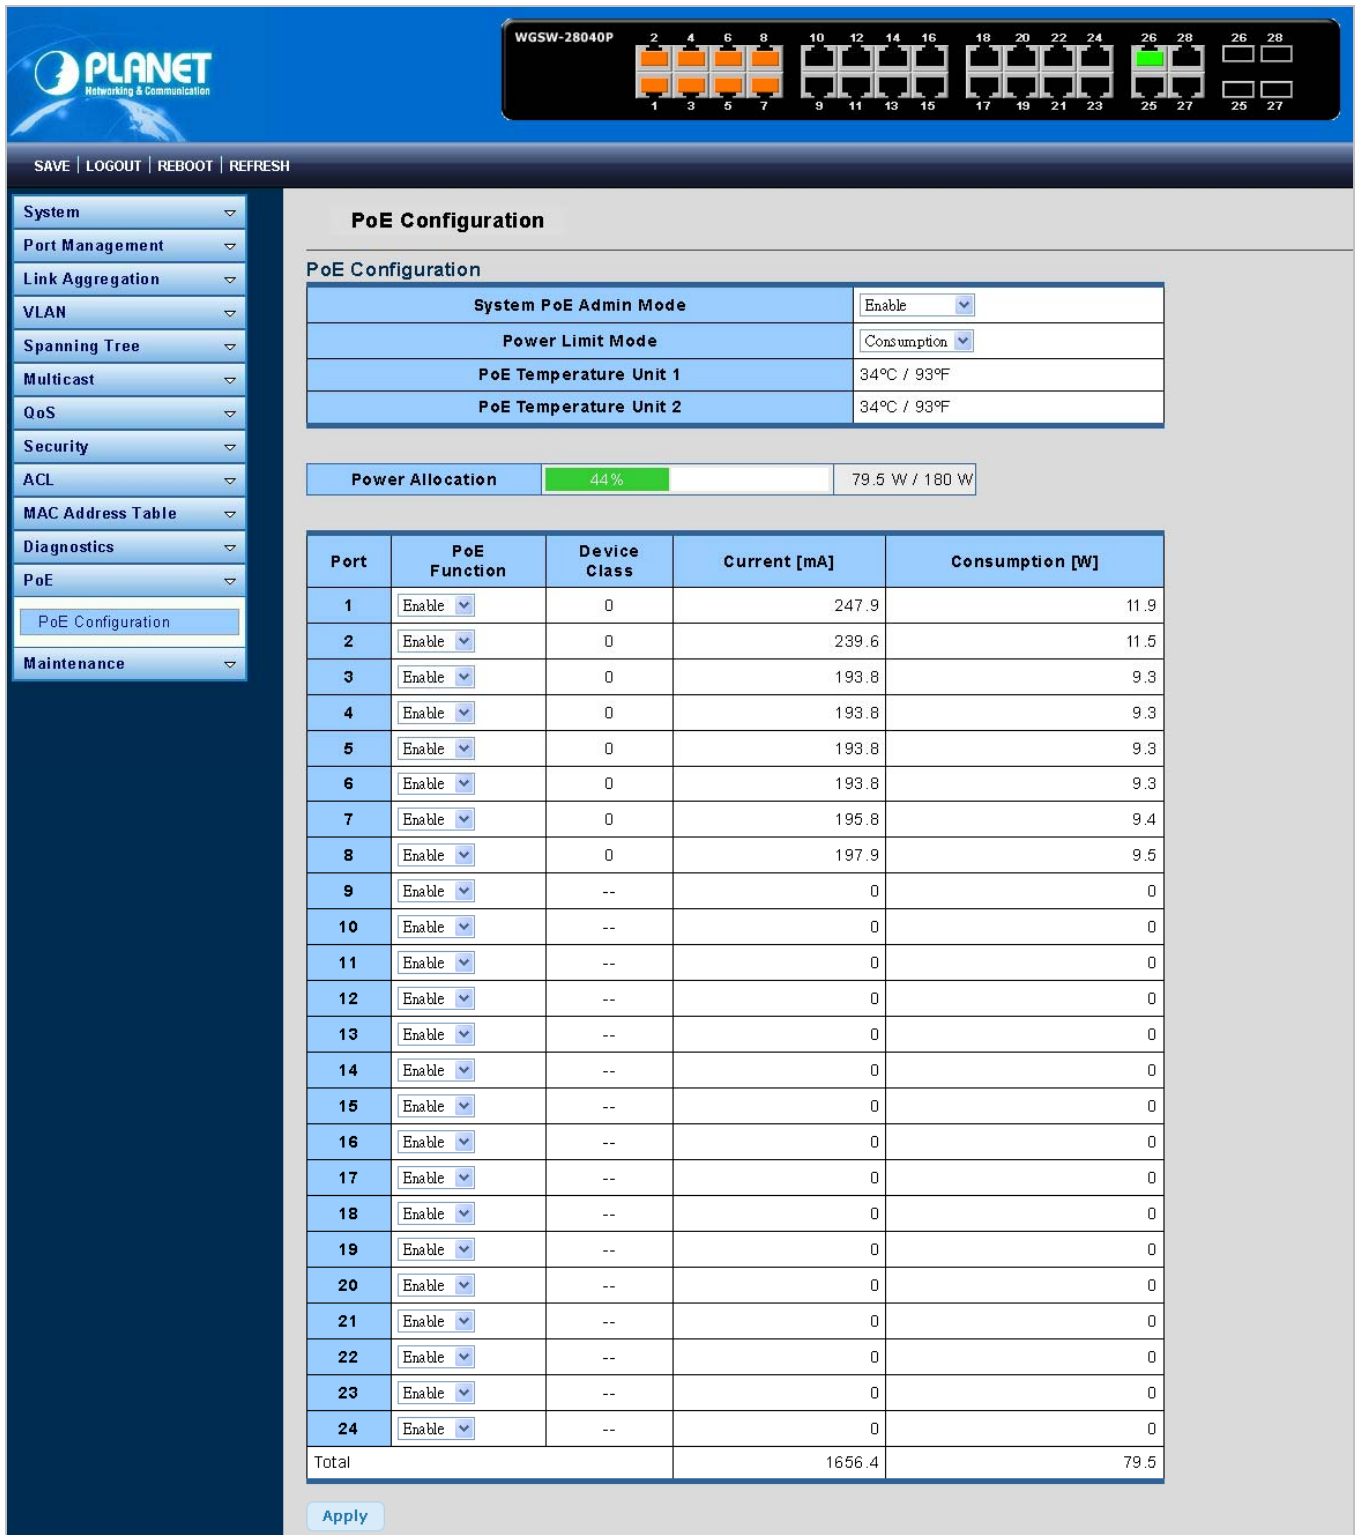 WGSW-28040P
2 4 6 8 10 12 14 16 18 20 22 24 26 28 26 28
1 3 5 7 9 11 13 15 17 19 21 23 25 27 25 27
PLANET
Networking & Communication
SAVE | LOGOUT | REBOOT | REFRESH
System
Port Management
Link Aggregation
VLAN
Spanning Tree
Multicast
QoS
Security
ACL
MAC Address Table
Diagnostics
PoE
PoE Configuration
Maintenance
PoE Configuration
PoE Configuration
System PoE Admin Mode Enable
Power Limit Mode Consumption
PoE Temperature Unit 1 34ºC / 93ºF
PoE Temperature Unit 2 34ºC / 93ºF
Power Allocation 44% 79.5 W / 180 W
Port PoE Function Device Class Current [mA] Consumption [W]
1 Enable 0 247.9 11.9
2 Enable 0 239.6 11.5
3 Enable 0 193.8 9.3
4 Enable 0 193.8 9.3
5 Enable 0 193.8 9.3
6 Enable 0 193.8 9.3
7 Enable 0 195.8 9.4
8 Enable 0 197.9 9.5
9 Enable -- 0 0
10 Enable -- 0 0
11 Enable -- 0 0
12 Enable -- 0 0
13 Enable -- 0 0
14 Enable -- 0 0
15 Enable -- 0 0
16 Enable -- 0 0
17 Enable -- 0 0
18 Enable -- 0 0
19 Enable -- 0 0
20 Enable -- 0 0
21 Enable -- 0 0
22 Enable -- 0 0
23 Enable -- 0 0
24 Enable -- 0 0
Total 1656.4 79.5
Apply